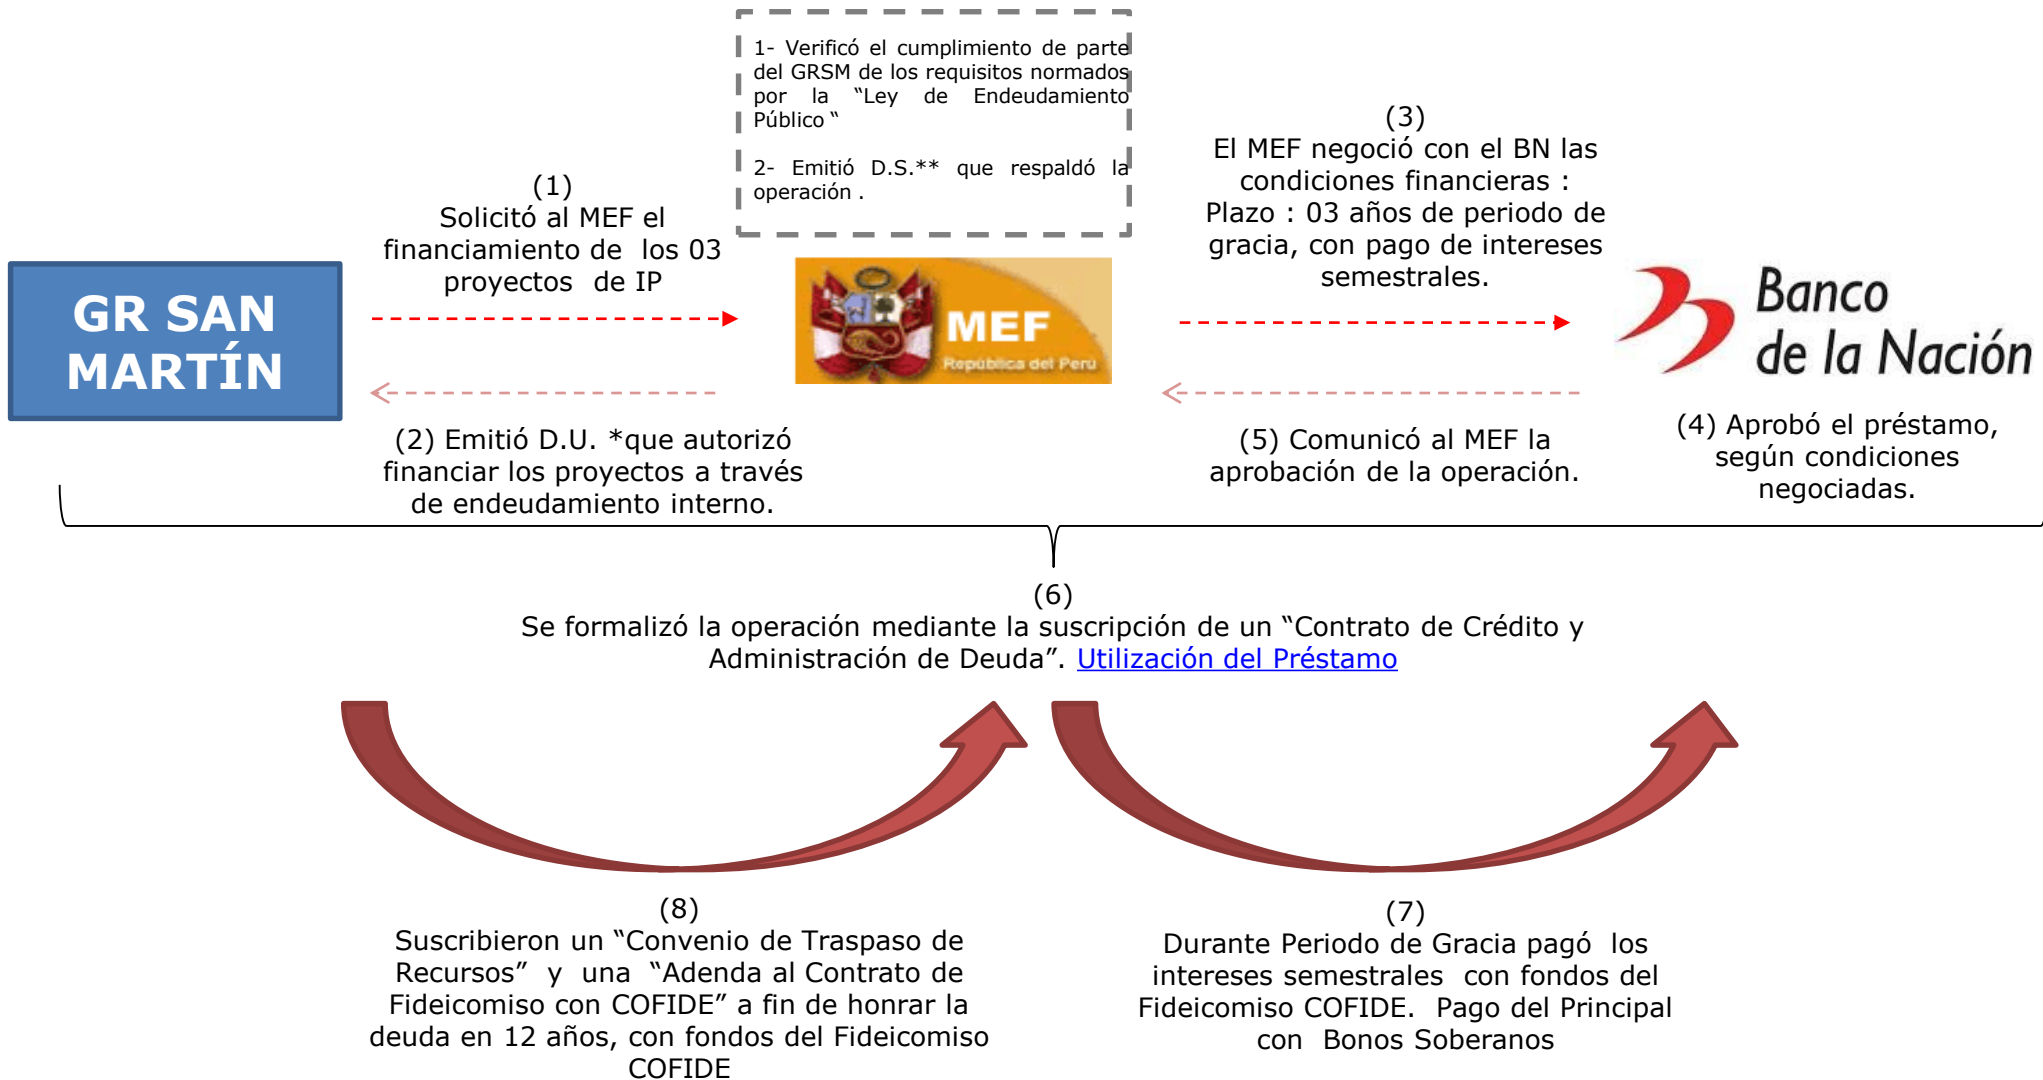 1- Verificó el cumplimiento de parte
del GRSM de los requisitos normados
por la “Ley de Endeudamiento
Público “
2- Emitió D.S.** que respaldó la
operación .
(1)
Solicitó al MEF el
financiamiento de los 03
proyectos de IP
(3)
El MEF negoció con el BN las
condiciones financieras :
Plazo : 03 años de periodo de
gracia, con pago de intereses
semestrales.
GR SAN
MARTÍN
MEF
República del Perú
Banco
de la Nación
(2) Emitió D.U. *que autorizó
financiar los proyectos a través
de endeudamiento interno.
(5) Comunicó al MEF la
aprobación de la operación.
(4) Aprobó el préstamo,
según condiciones
negociadas.
(6)
Se formalizó la operación mediante la suscripción de un “Contrato de Crédito y
Administración de Deuda”. Utilización del Préstamo
(8)
Suscribieron un “Convenio de Traspaso de
Recursos” y una “Adenda al Contrato de
Fideicomiso con COFIDE” a fin de honrar la
deuda en 12 años, con fondos del Fideicomiso
COFIDE
(7)
Durante Periodo de Gracia pagó los
intereses semestrales con fondos del
Fideicomiso COFIDE. Pago del Principal
con Bonos Soberanos